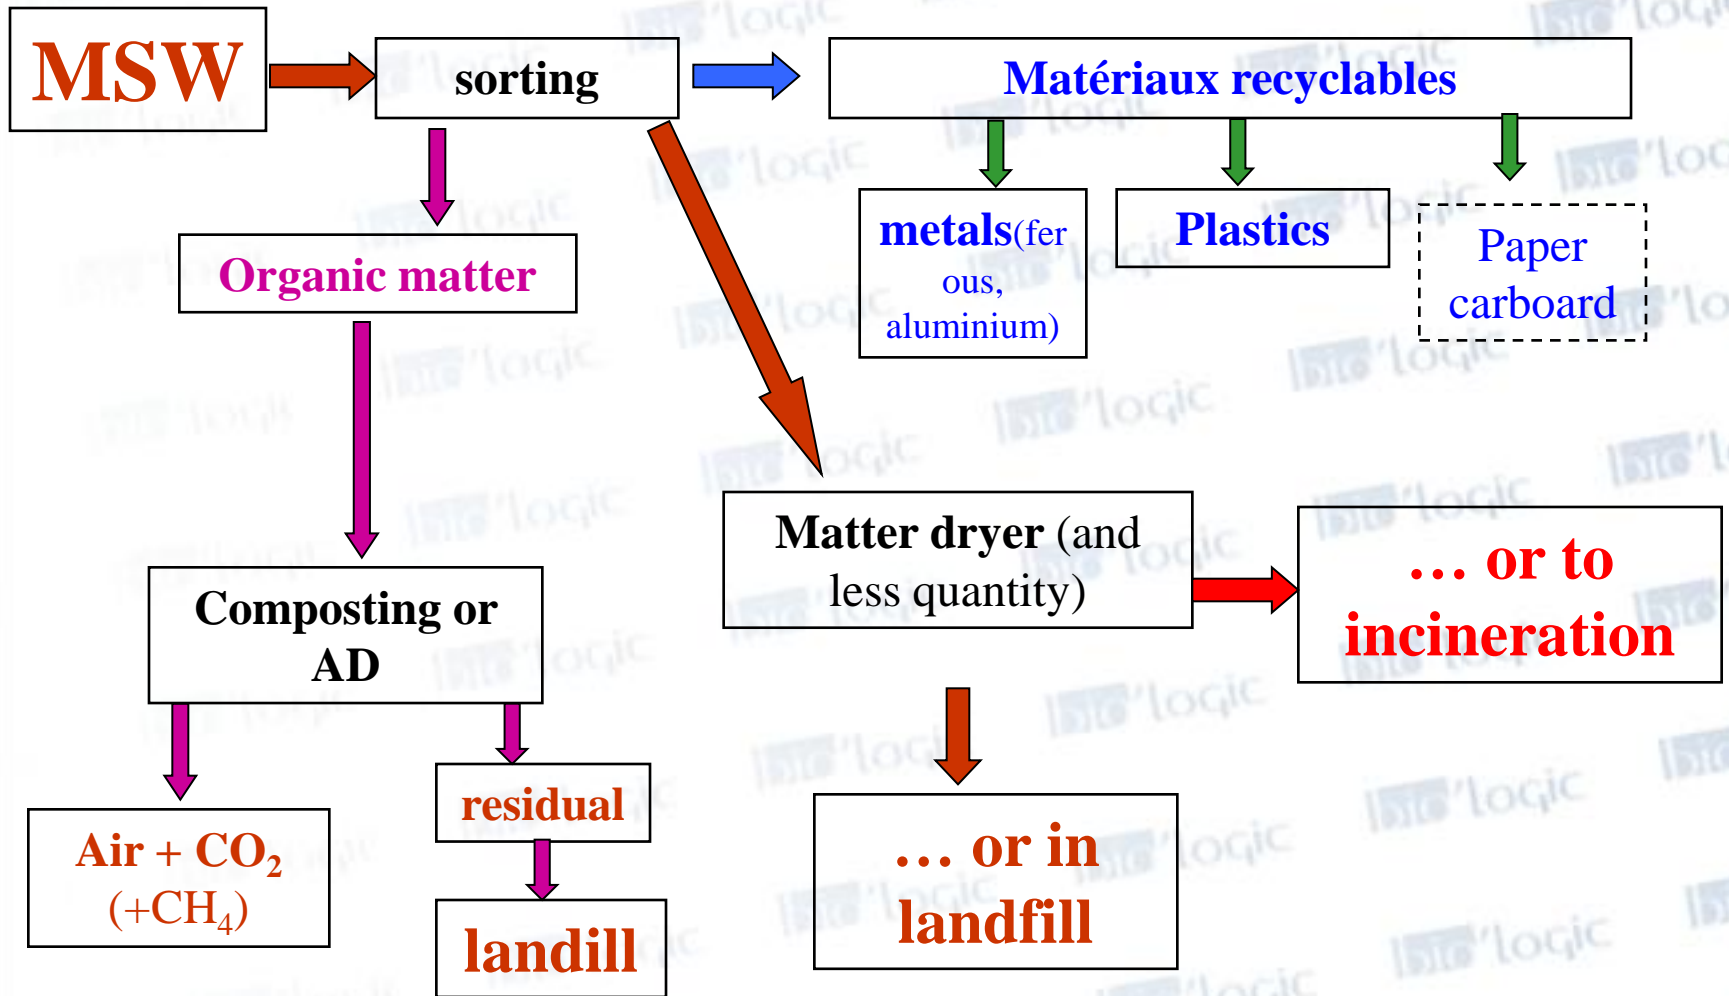 MSW
sorting
Matériaux recyclables
metals(fer
ous,
aluminium)
Plastics
Paper
carboard
Organic matter
Matter dryer (and
less quantity)
… or to
incineration
Composting or
AD
residual
Air + CO₂
(+CH₄)
landill
… or in
landfill